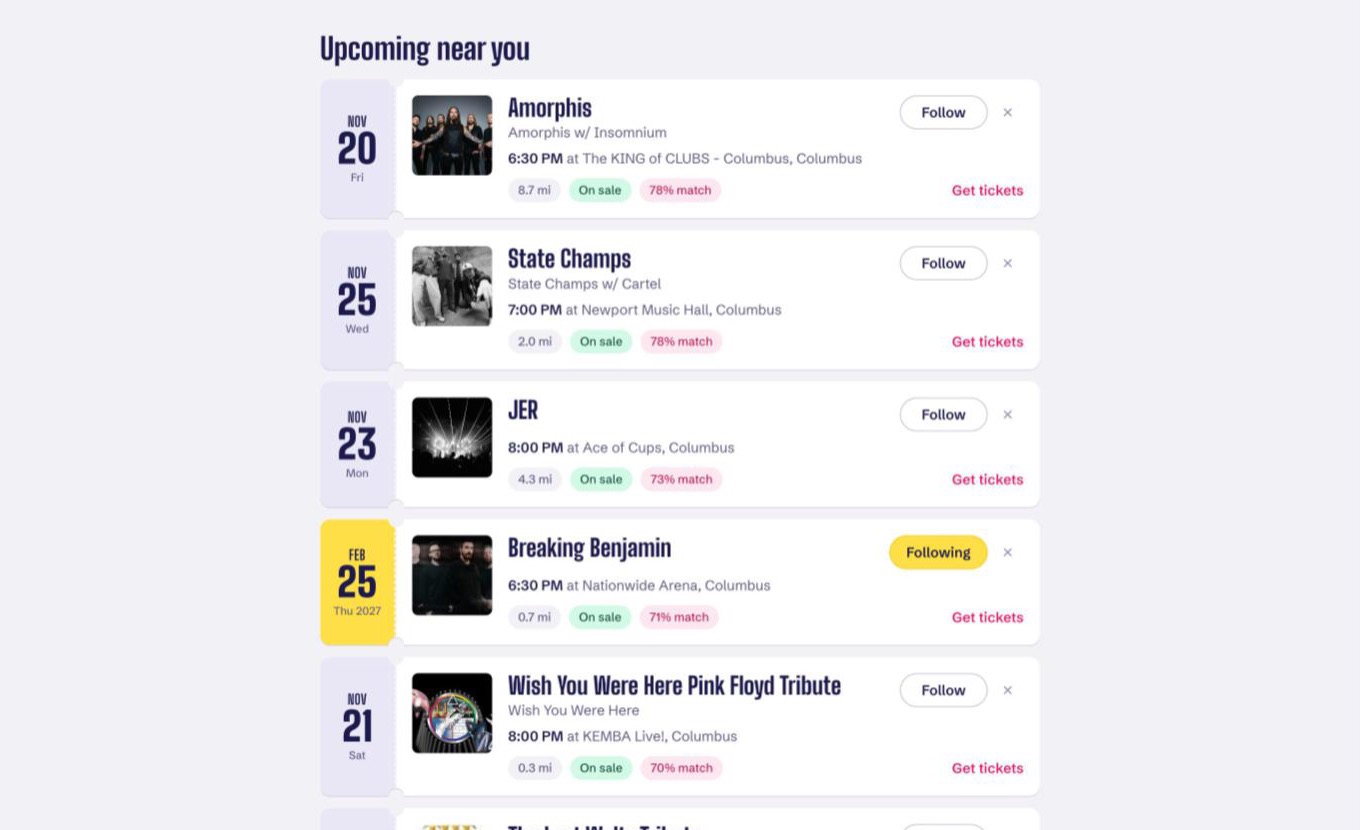 Upcoming near you
NOV
20
Fri
Amorphis
Amorphis w/ Insomnium
6:30 PM at The KING of CLUBS - Columbus, Columbus
8.7 mi On sale 78% match
Follow ×
Get tickets
NOV
25
Wed
State Champs
State Champs w/ Cartel
7:00 PM at Newport Music Hall, Columbus
2.0 mi On sale 78% match
Follow ×
Get tickets
NOV
23
Mon
JER
8:00 PM at Ace of Cups, Columbus
4.3 mi On sale 73% match
Follow ×
Get tickets
FEB
25
Thu 2027
Breaking Benjamin
6:30 PM at Nationwide Arena, Columbus
0.7 mi On sale 71% match
Following ×
Get tickets
NOV
21
Sat
Wish You Were Here Pink Floyd Tribute
Wish You Were Here
8:00 PM at KEMBA Live!, Columbus
0.3 mi On sale 70% match
Follow ×
Get tickets